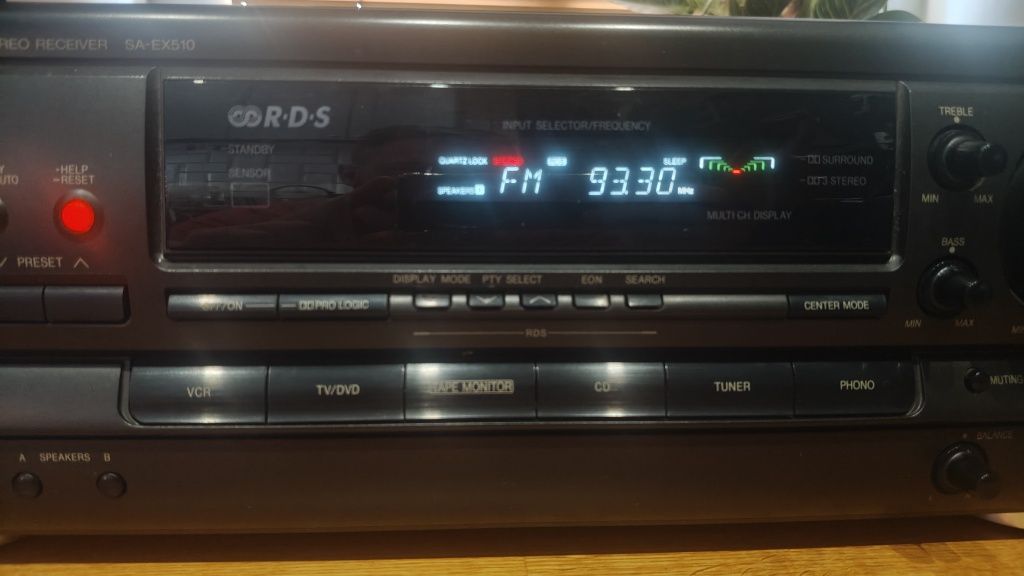 REO RECEIVER SA-EX510
R·D·S
INPUT SELECTOR/FREQUENCY
TREBLE
STANDBY
QUARTZ LOCK
SLEEP
SURROUND
3 STEREO
SENSOR
SPEAKERS
FM 93.30 MHz
-HELP
-RESET
MIN MAX
MULTI CH DISPLAY
BASS
PRESET
DISPLAY MODE PTY SELECT EON SEARCH
PRO LOGIC
CENTER MODE
MIN MAX
RDS
VCR TV/DVD TAPE MONITOR CD TUNER PHONO MUTING
A SPEAKERS B
BALANCE